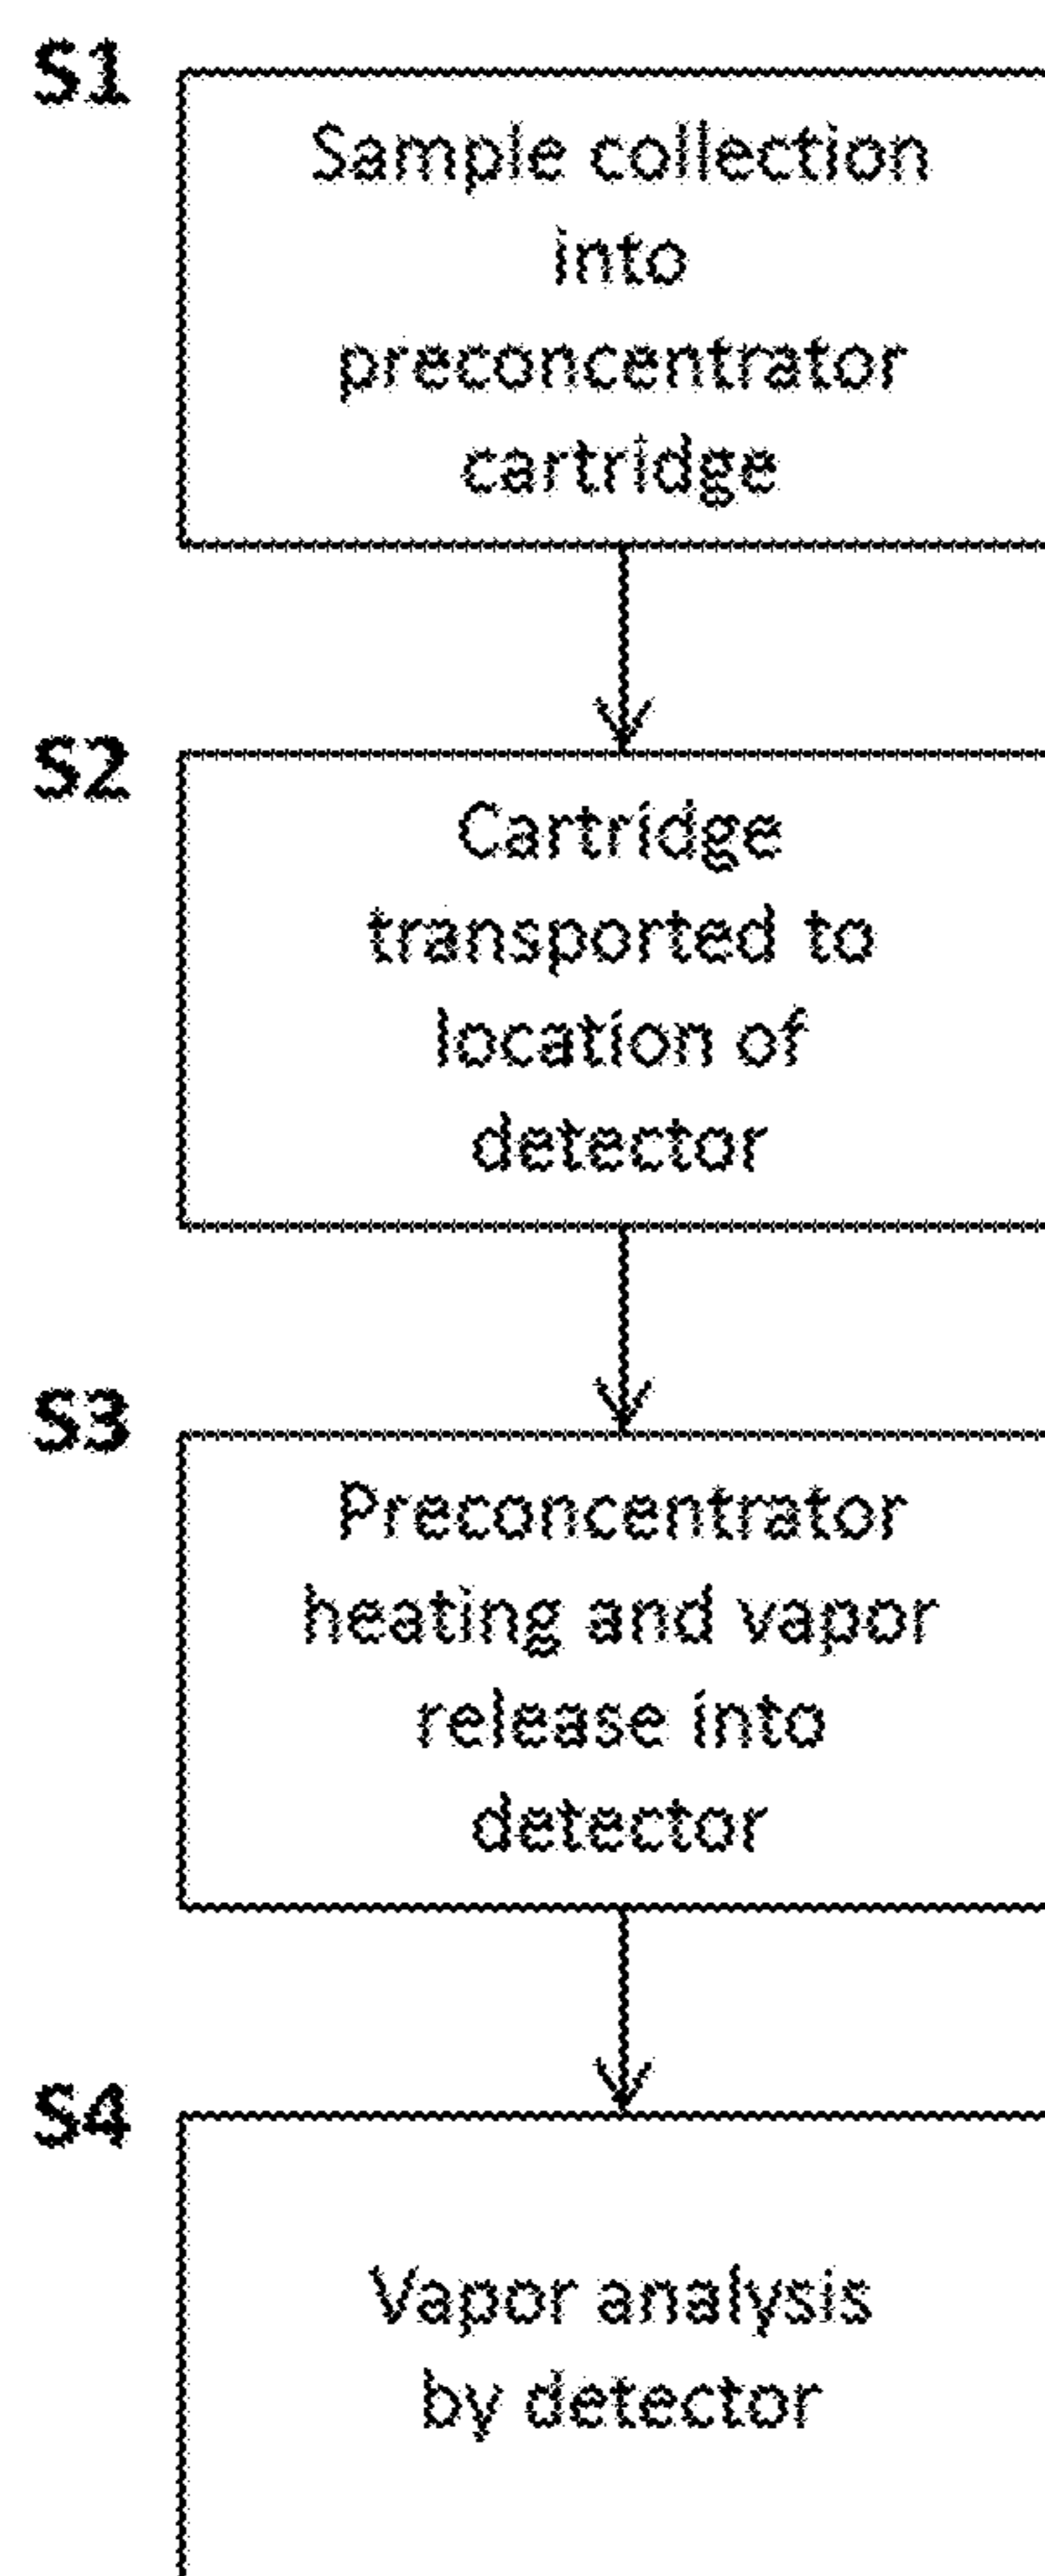 S1
Sample collection
into
preconcentrator
cartridge
S2
Cartridge
transported to
location of
detector
S3
Preconcentrator
heating and vapor
release into
detector
S4
Vapor analysis
by detector